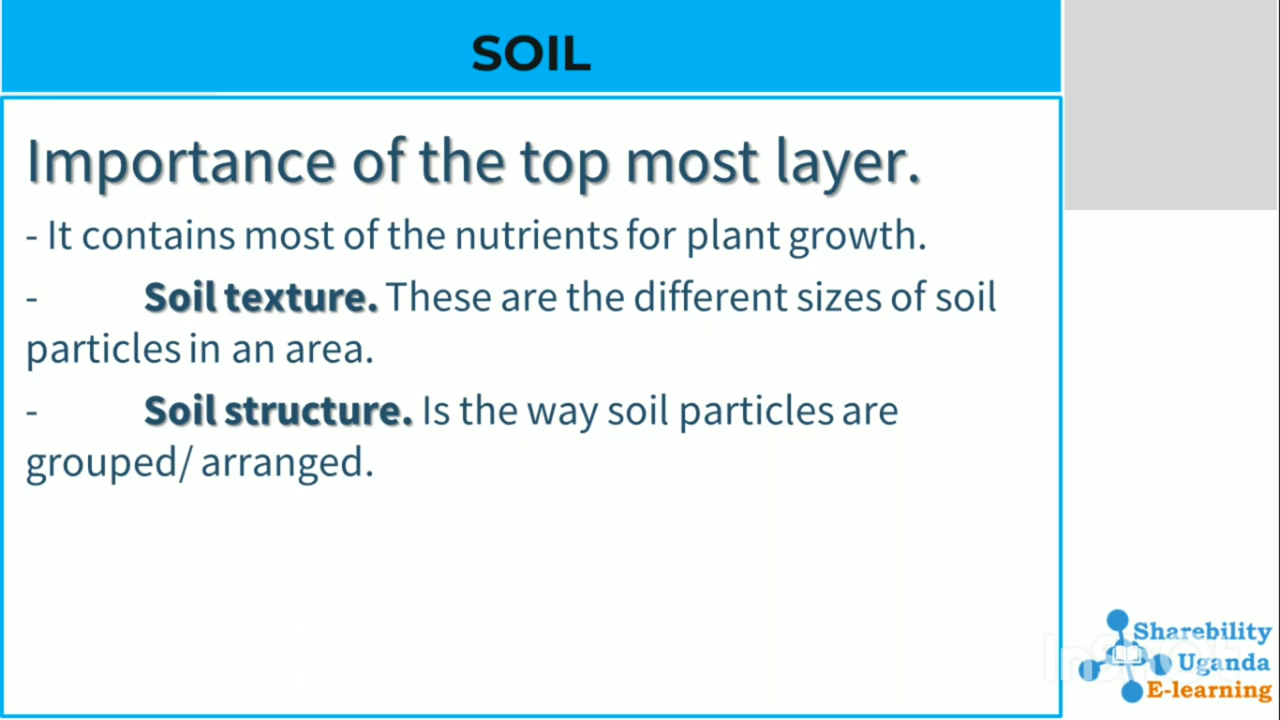 SOIL
Importance of the top most layer.
- It contains most of the nutrients for plant growth.
- Soil texture. These are the different sizes of soil
particles in an area.
- Soil structure. Is the way soil particles are
grouped/ arranged.
Sharebility
Uganda
E-learning